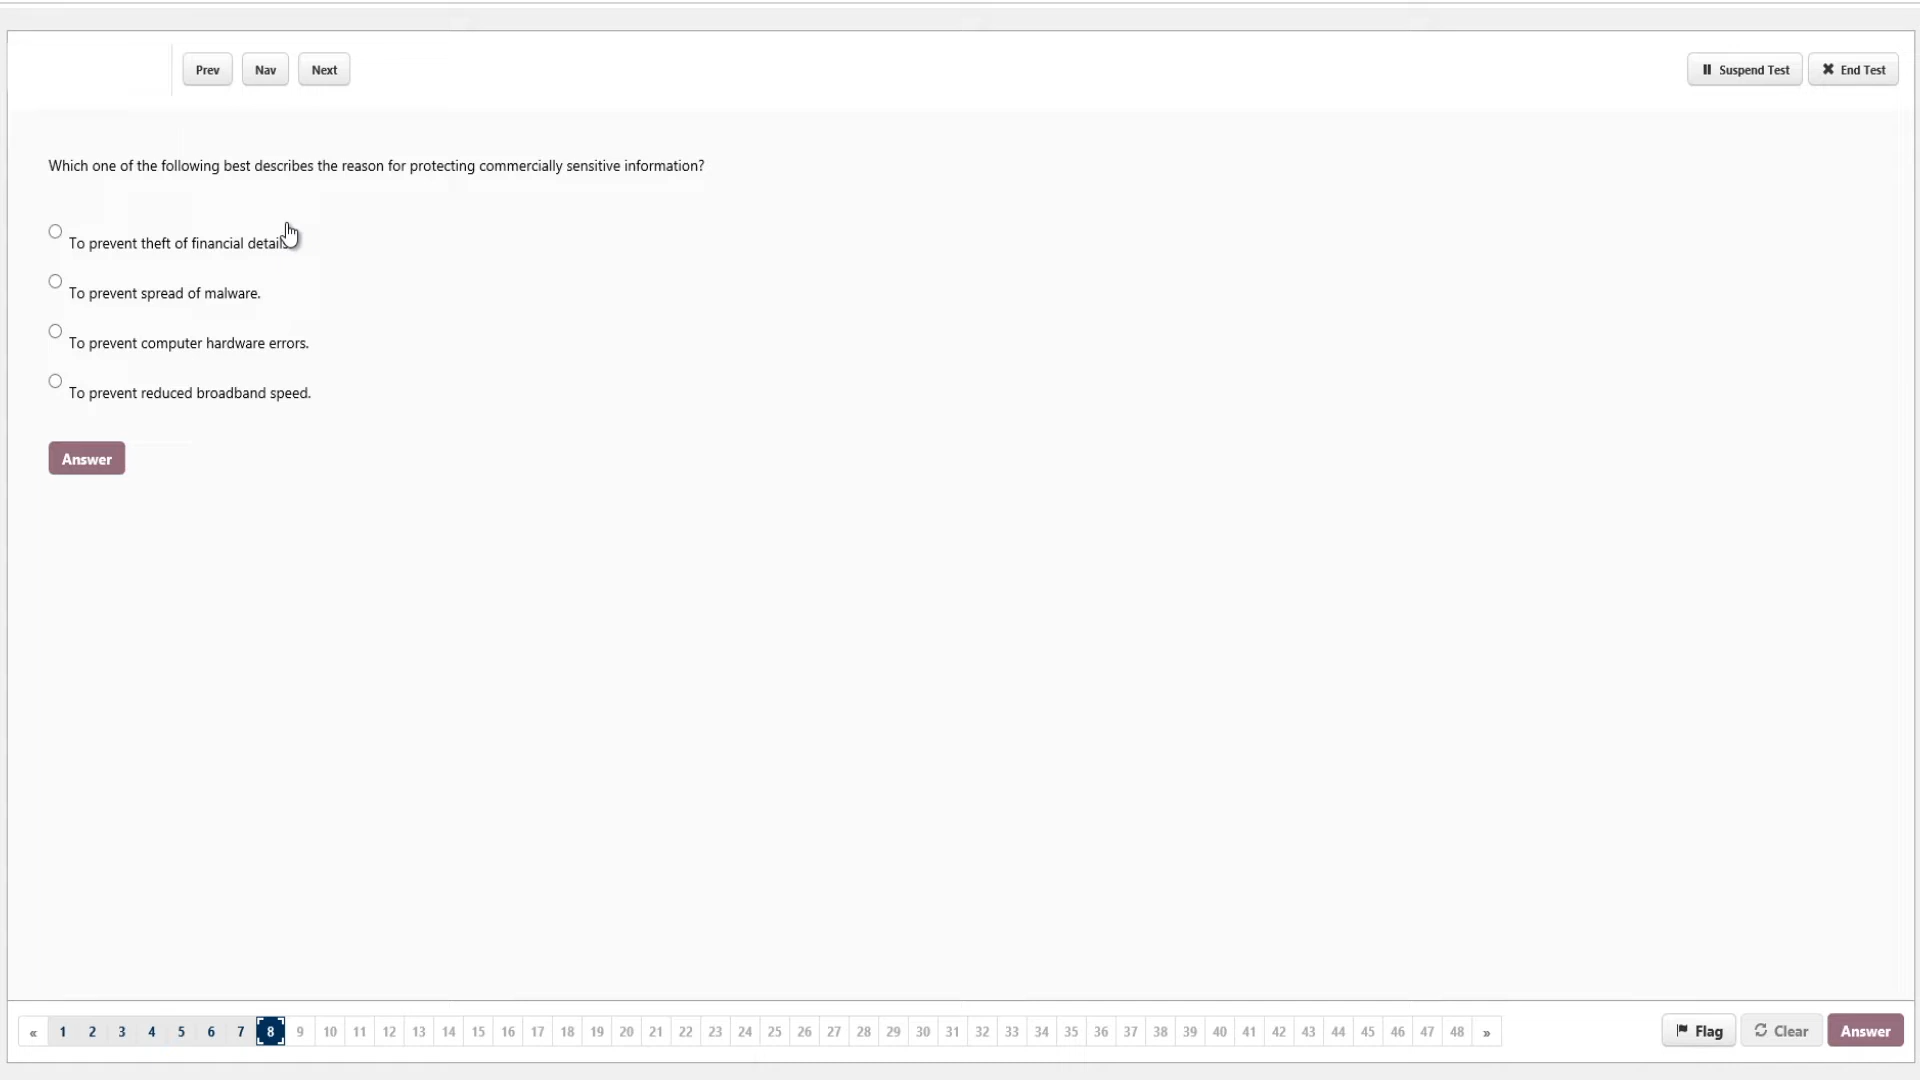 Prev Nav Next Suspend Test End Test
Which one of the following best describes the reason for protecting commercially sensitive information?
To prevent theft of financial details
To prevent spread of malware.
To prevent computer hardware errors.
To prevent reduced broadband speed.
Answer
« 1 2 3 4 5 6 7 8 9 10 11 12 13 14 15 16 17 18 19 20 21 22 23 24 25 26 27 28 29 30 31 32 33 34 35 36 37 38 39 40 41 42 43 44 45 46 47 48 » Flag Clear Answer